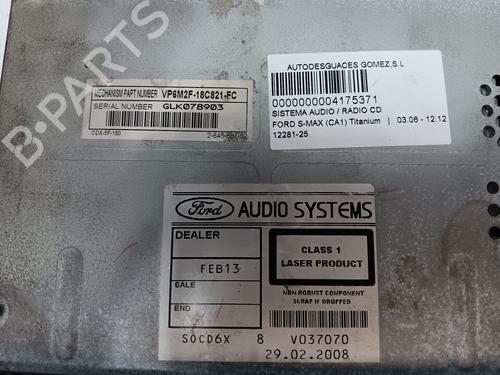 B-PARTS
MECHANISM PART NUMBER VP6M2F-18C821-FC
SERIAL NUMBER GLK078903
CDX-5F-160
AUTODESGUACES GOMEZ,S.L
0000000004175371
SISTEMA AUDIO / RADIO CD
FORD S-MAX (CA1) Titanium | 03.06 - 12.12
12281-25
Ford AUDIO SYSTEMS
DEALER
FEB13
SALE
END
CLASS 1
LASER PRODUCT
NON ROBUST COMPONENT
SCRAP IF DROPPED
SOCD6X 8 V037070
29.02.2008